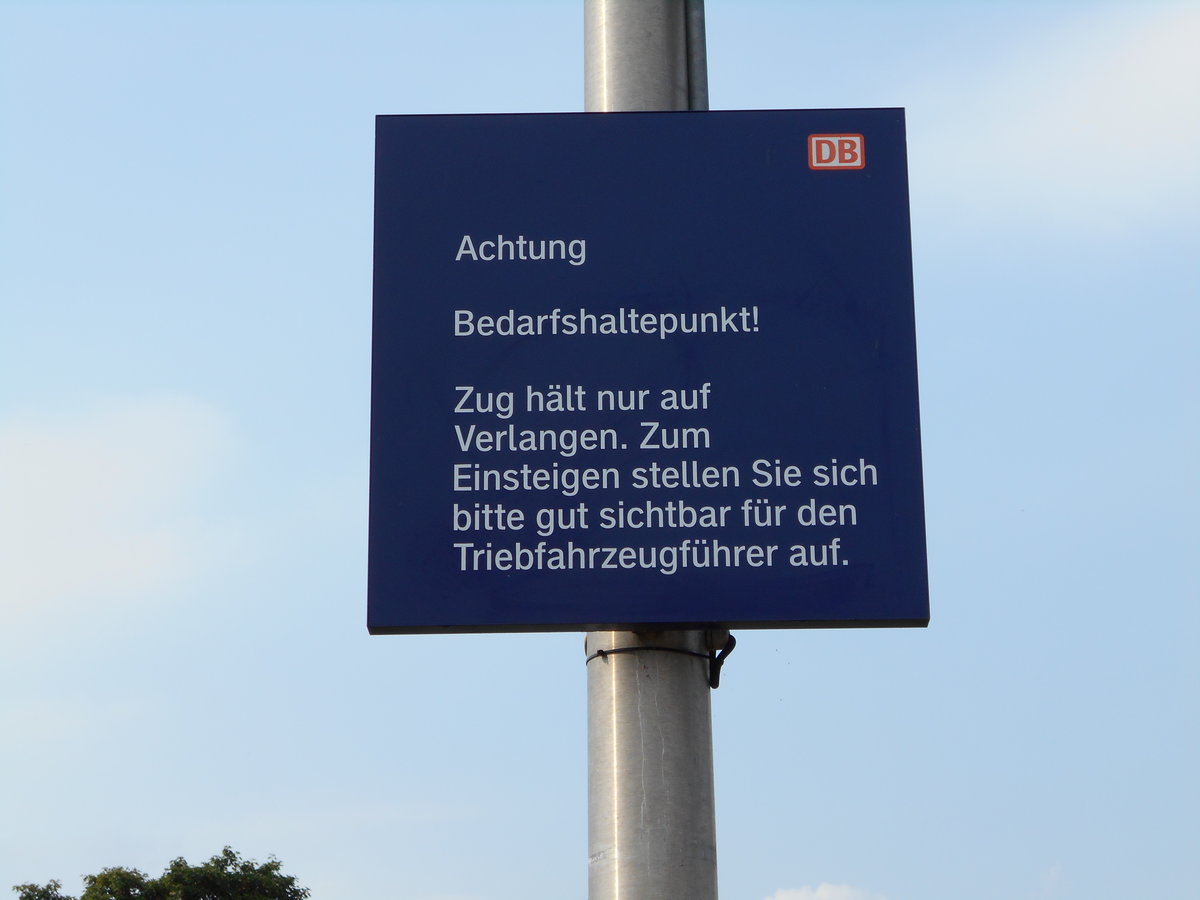 DB
Achtung
Bedarfshaltepunkt!
Zug hält nur auf
Verlangen. Zum
Einsteigen stellen Sie sich
bitte gut sichtbar für den
Triebfahrzeugführer auf.